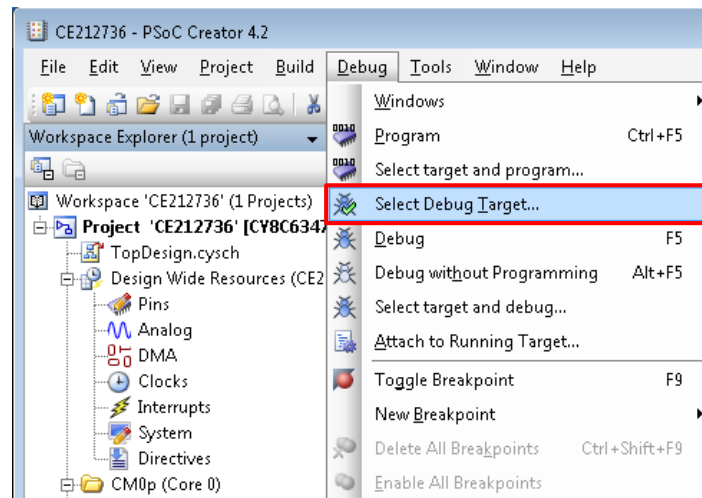 CE212736 - PSoC Creator 4.2
File Edit View Project Build Debug Tools Window Help
Workspace Explorer (1 project)
Workspace 'CE212736' (1 Projects)
Project 'CE212736' [CY8C6347
TopDesign.cysch
Design Wide Resources (CE2
Pins
Analog
DMA
Clocks
Interrupts
System
Directives
CM0p (Core 0)
Windows
Program Ctrl+F5
Select target and program...
Select Debug Target...
Debug F5
Debug without Programming Alt+F5
Select target and debug...
Attach to Running Target...
Toggle Breakpoint F9
New Breakpoint
Delete All Breakpoints Ctrl+Shift+F9
Enable All Breakpoints